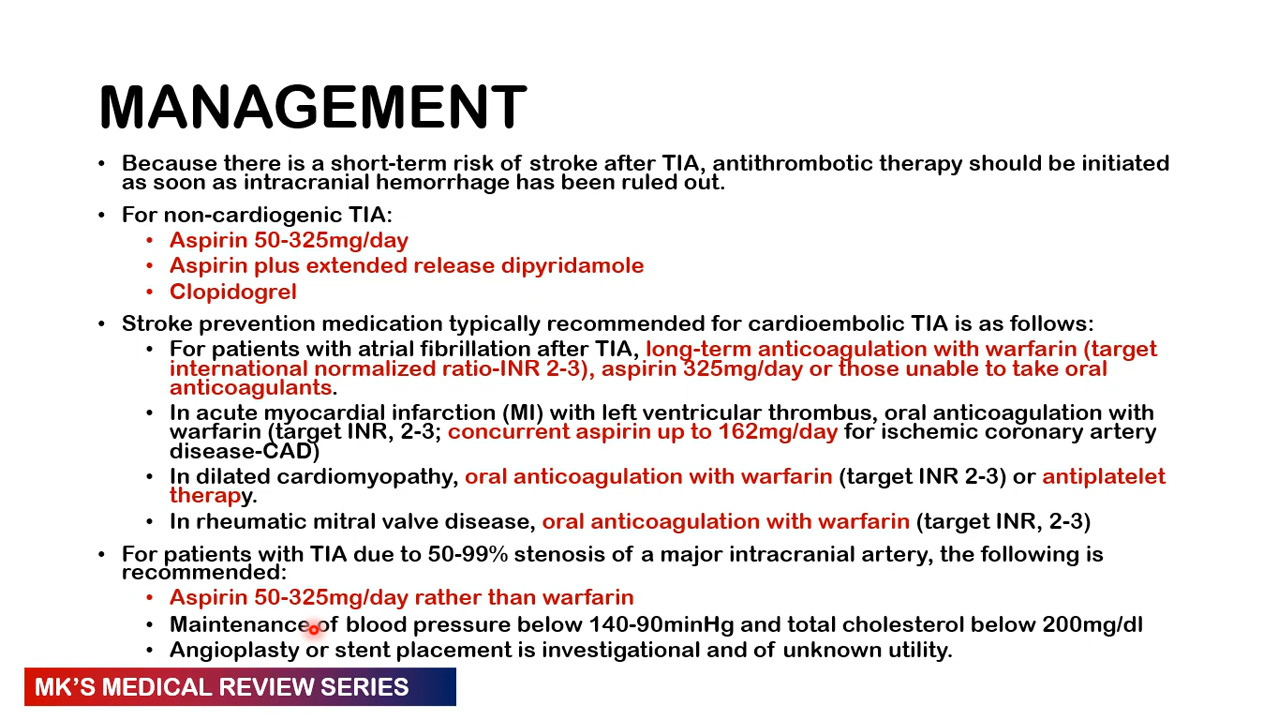 MANAGEMENT
• Because there is a short-term risk of stroke after TIA, antithrombotic therapy should be initiated
as soon as intracranial hemorrhage has been ruled out.
• For non-cardiogenic TIA:
• Aspirin 50-325mg/day
• Aspirin plus extended release dipyridamole
• Clopidogrel
• Stroke prevention medication typically recommended for cardioembolic TIA is as follows:
• For patients with atrial fibrillation after TIA, long-term anticoagulation with warfarin (target
international normalized ratio-INR 2-3), aspirin 325mg/day or those unable to take oral
anticoagulants.
• In acute myocardial infarction (MI) with left ventricular thrombus, oral anticoagulation with
warfarin (target INR, 2-3; concurrent aspirin up to 162mg/day for ischemic coronary artery
disease-CAD)
• In dilated cardiomyopathy, oral anticoagulation with warfarin (target INR 2-3) or antiplatelet
therapy.
• In rheumatic mitral valve disease, oral anticoagulation with warfarin (target INR, 2-3)
• For patients with TIA due to 50-99% stenosis of a major intracranial artery, the following is
recommended:
• Aspirin 50-325mg/day rather than warfarin
• Maintenance of blood pressure below 140-90minHg and total cholesterol below 200mg/dl
• Angioplasty or stent placement is investigational and of unknown utility.
MK'S MEDICAL REVIEW SERIES